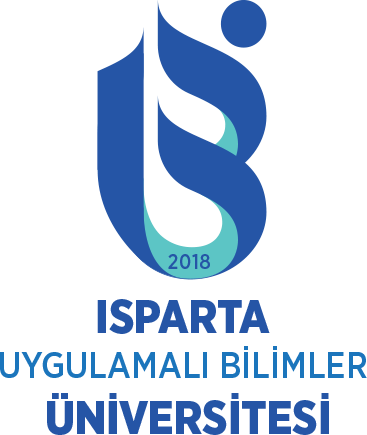 2018
ISPARTA
UYGULAMALI BİLİMLER
ÜNİVERSİTESİ